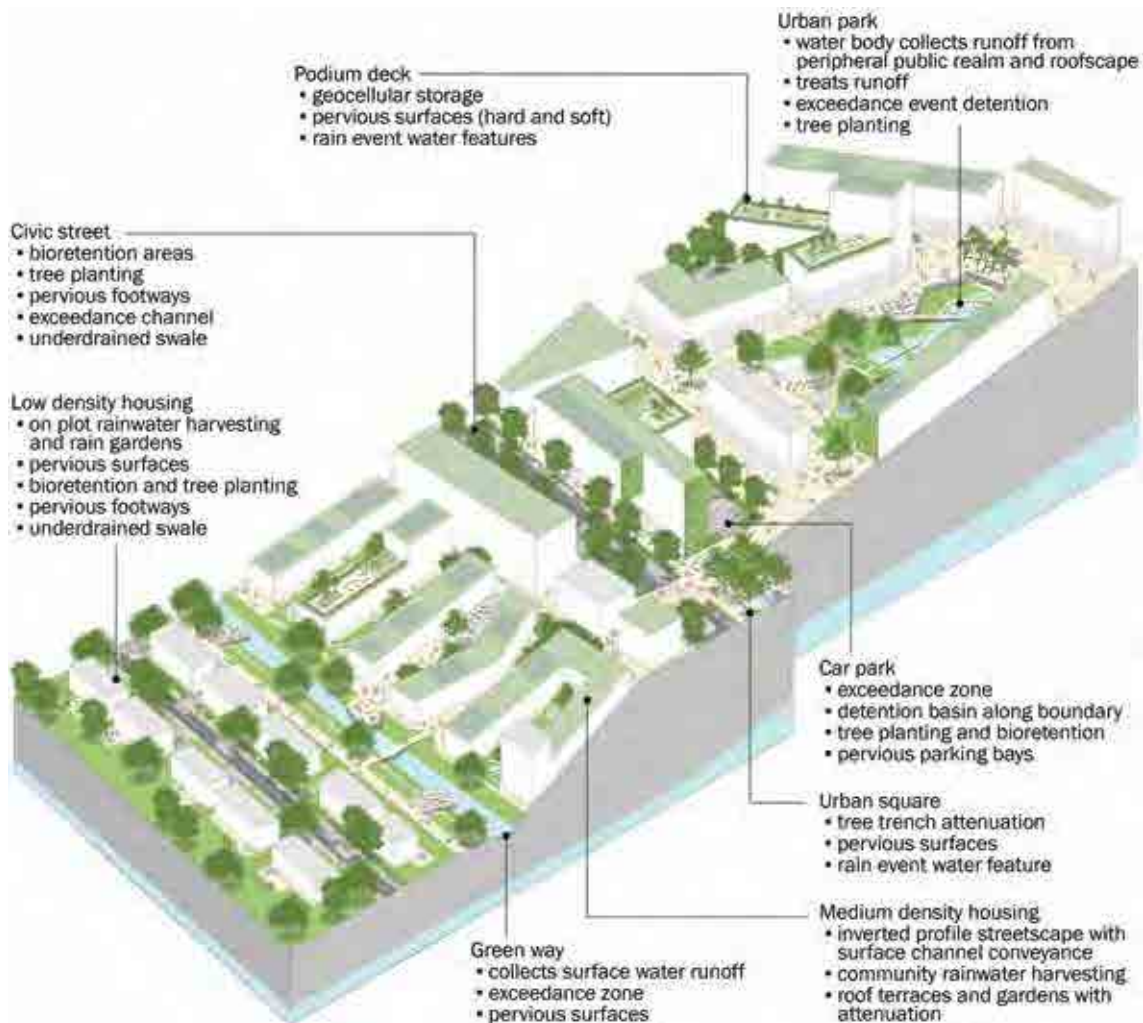 Urban park
• water body collects runoff from
peripheral public realm and roofscape
• treats runoff
• exceedance event detention
• tree planting
Podium deck
• geocellular storage
• pervious surfaces (hard and soft)
• rain event water features
Civic street
• bioretention areas
• tree planting
• pervious footways
• exceedance channel
• underdrained swale
Low density housing
• on plot rainwater harvesting
and rain gardens
• pervious surfaces
• bioretention and tree planting
• pervious footways
• underdrained swale
Car park
• exceedance zone
• detention basin along boundary
• tree planting and bioretention
• pervious parking bays
Urban square
• tree trench attenuation
• pervious surfaces
• rain event water feature
Medium density housing
• inverted profile streetscape with
surface channel conveyance
• community rainwater harvesting
• roof terraces and gardens with
attenuation
Green way
• collects surface water runoff
• exceedance zone
• pervious surfaces